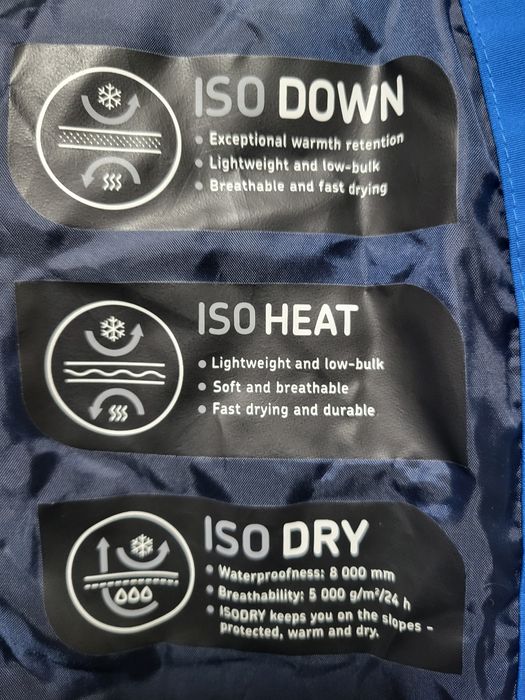 ISO DOWN
• Exceptional warmth retention
• Lightweight and low-bulk
• Breathable and fast drying
ISO HEAT
• Lightweight and low-bulk
• Soft and breathable
• Fast drying and durable
ISO DRY
• Waterproofness: 8 000 mm
• Breathability: 5 000 g/m²/24 h
• ISODRY keeps you on the slopes –
protected, warm and dry.